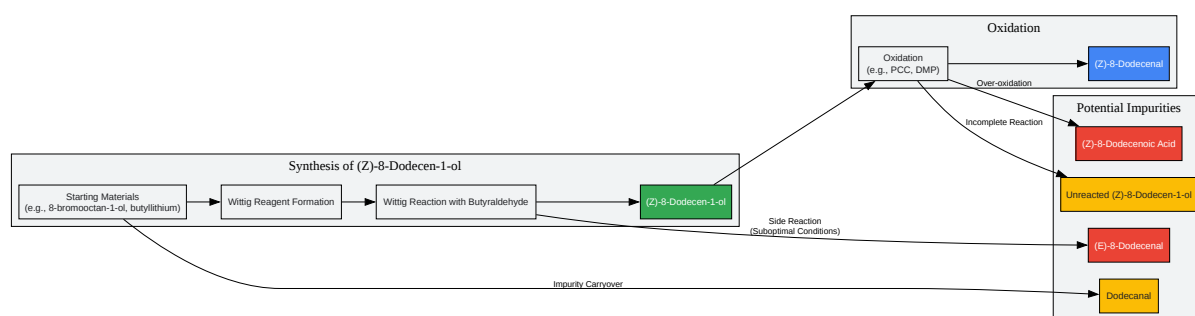 Oxidation
Oxidation
(e.g., PCC, DMP)
(Z)-8-Dodecenal
Over-oxidation
Potential Impurities
Incomplete Reaction
(Z)-8-Dodecenoic Acid
Synthesis of (Z)-8-Dodecen-1-ol
Starting Materials
(e.g., 8-bromooctan-1-ol, butyllithium)
Wittig Reagent Formation
Wittig Reaction with Butyraldehyde
(Z)-8-Dodecen-1-ol
Unreacted (Z)-8-Dodecen-1-ol
Side Reaction
(Suboptimal Conditions)
(E)-8-Dodecenal
Impurity Carryover
Dodecanal